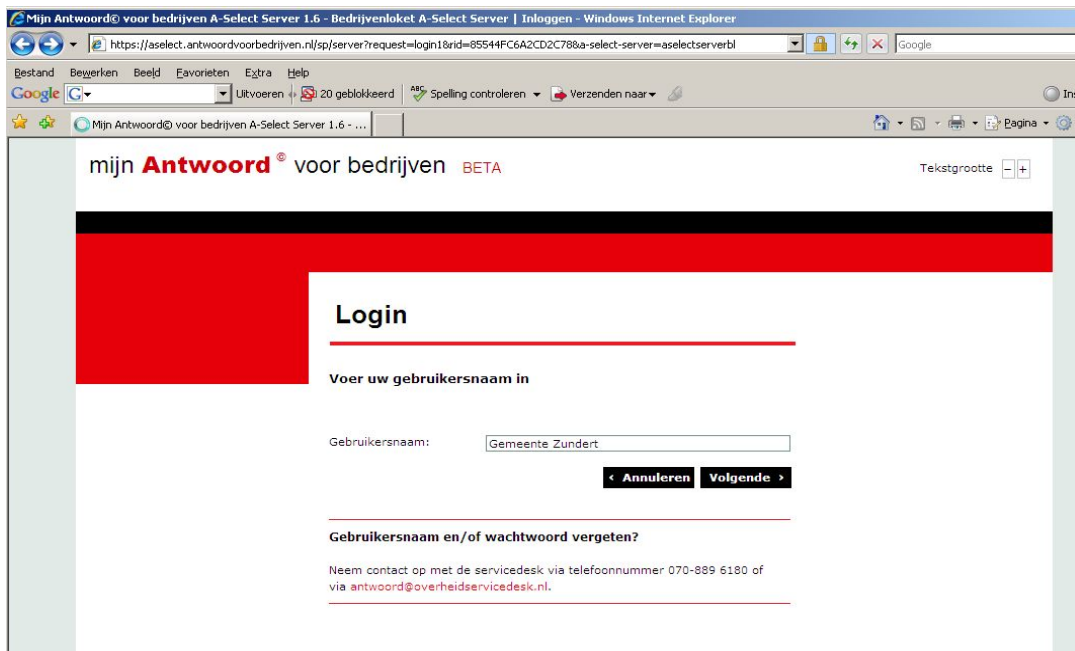 Mijn Antwoord© voor bedrijven A-Select Server 1.6 - Bedrijvenloket A-Select Server | Inloggen - Windows Internet Explorer
https://aselect.antwoordvoorbedrijven.nl/sp/server?request=login1&rid=85544FC6A2CD2C78&a-select-server=aselectserverbl
Google
Bestand Bewerken Beeld Favorieten Extra Help
Google G Uitvoeren 20 geblokkeerd ABC Spelling controleren Verzenden naar
Mijn Antwoord© voor bedrijven A-Select Server 1.6 - ... Pagina
mijn Antwoord© voor bedrijven BETA
Tekstgrootte - +
Login
Voer uw gebruikersnaam in
Gebruikersnaam: Gemeente Zundert
‹ Annuleren Volgende ›
Gebruikersnaam en/of wachtwoord vergeten?
Neem contact op met de servicedesk via telefoonnummer 070-889 6180 of
via antwoord@overheidservicedesk.nl.